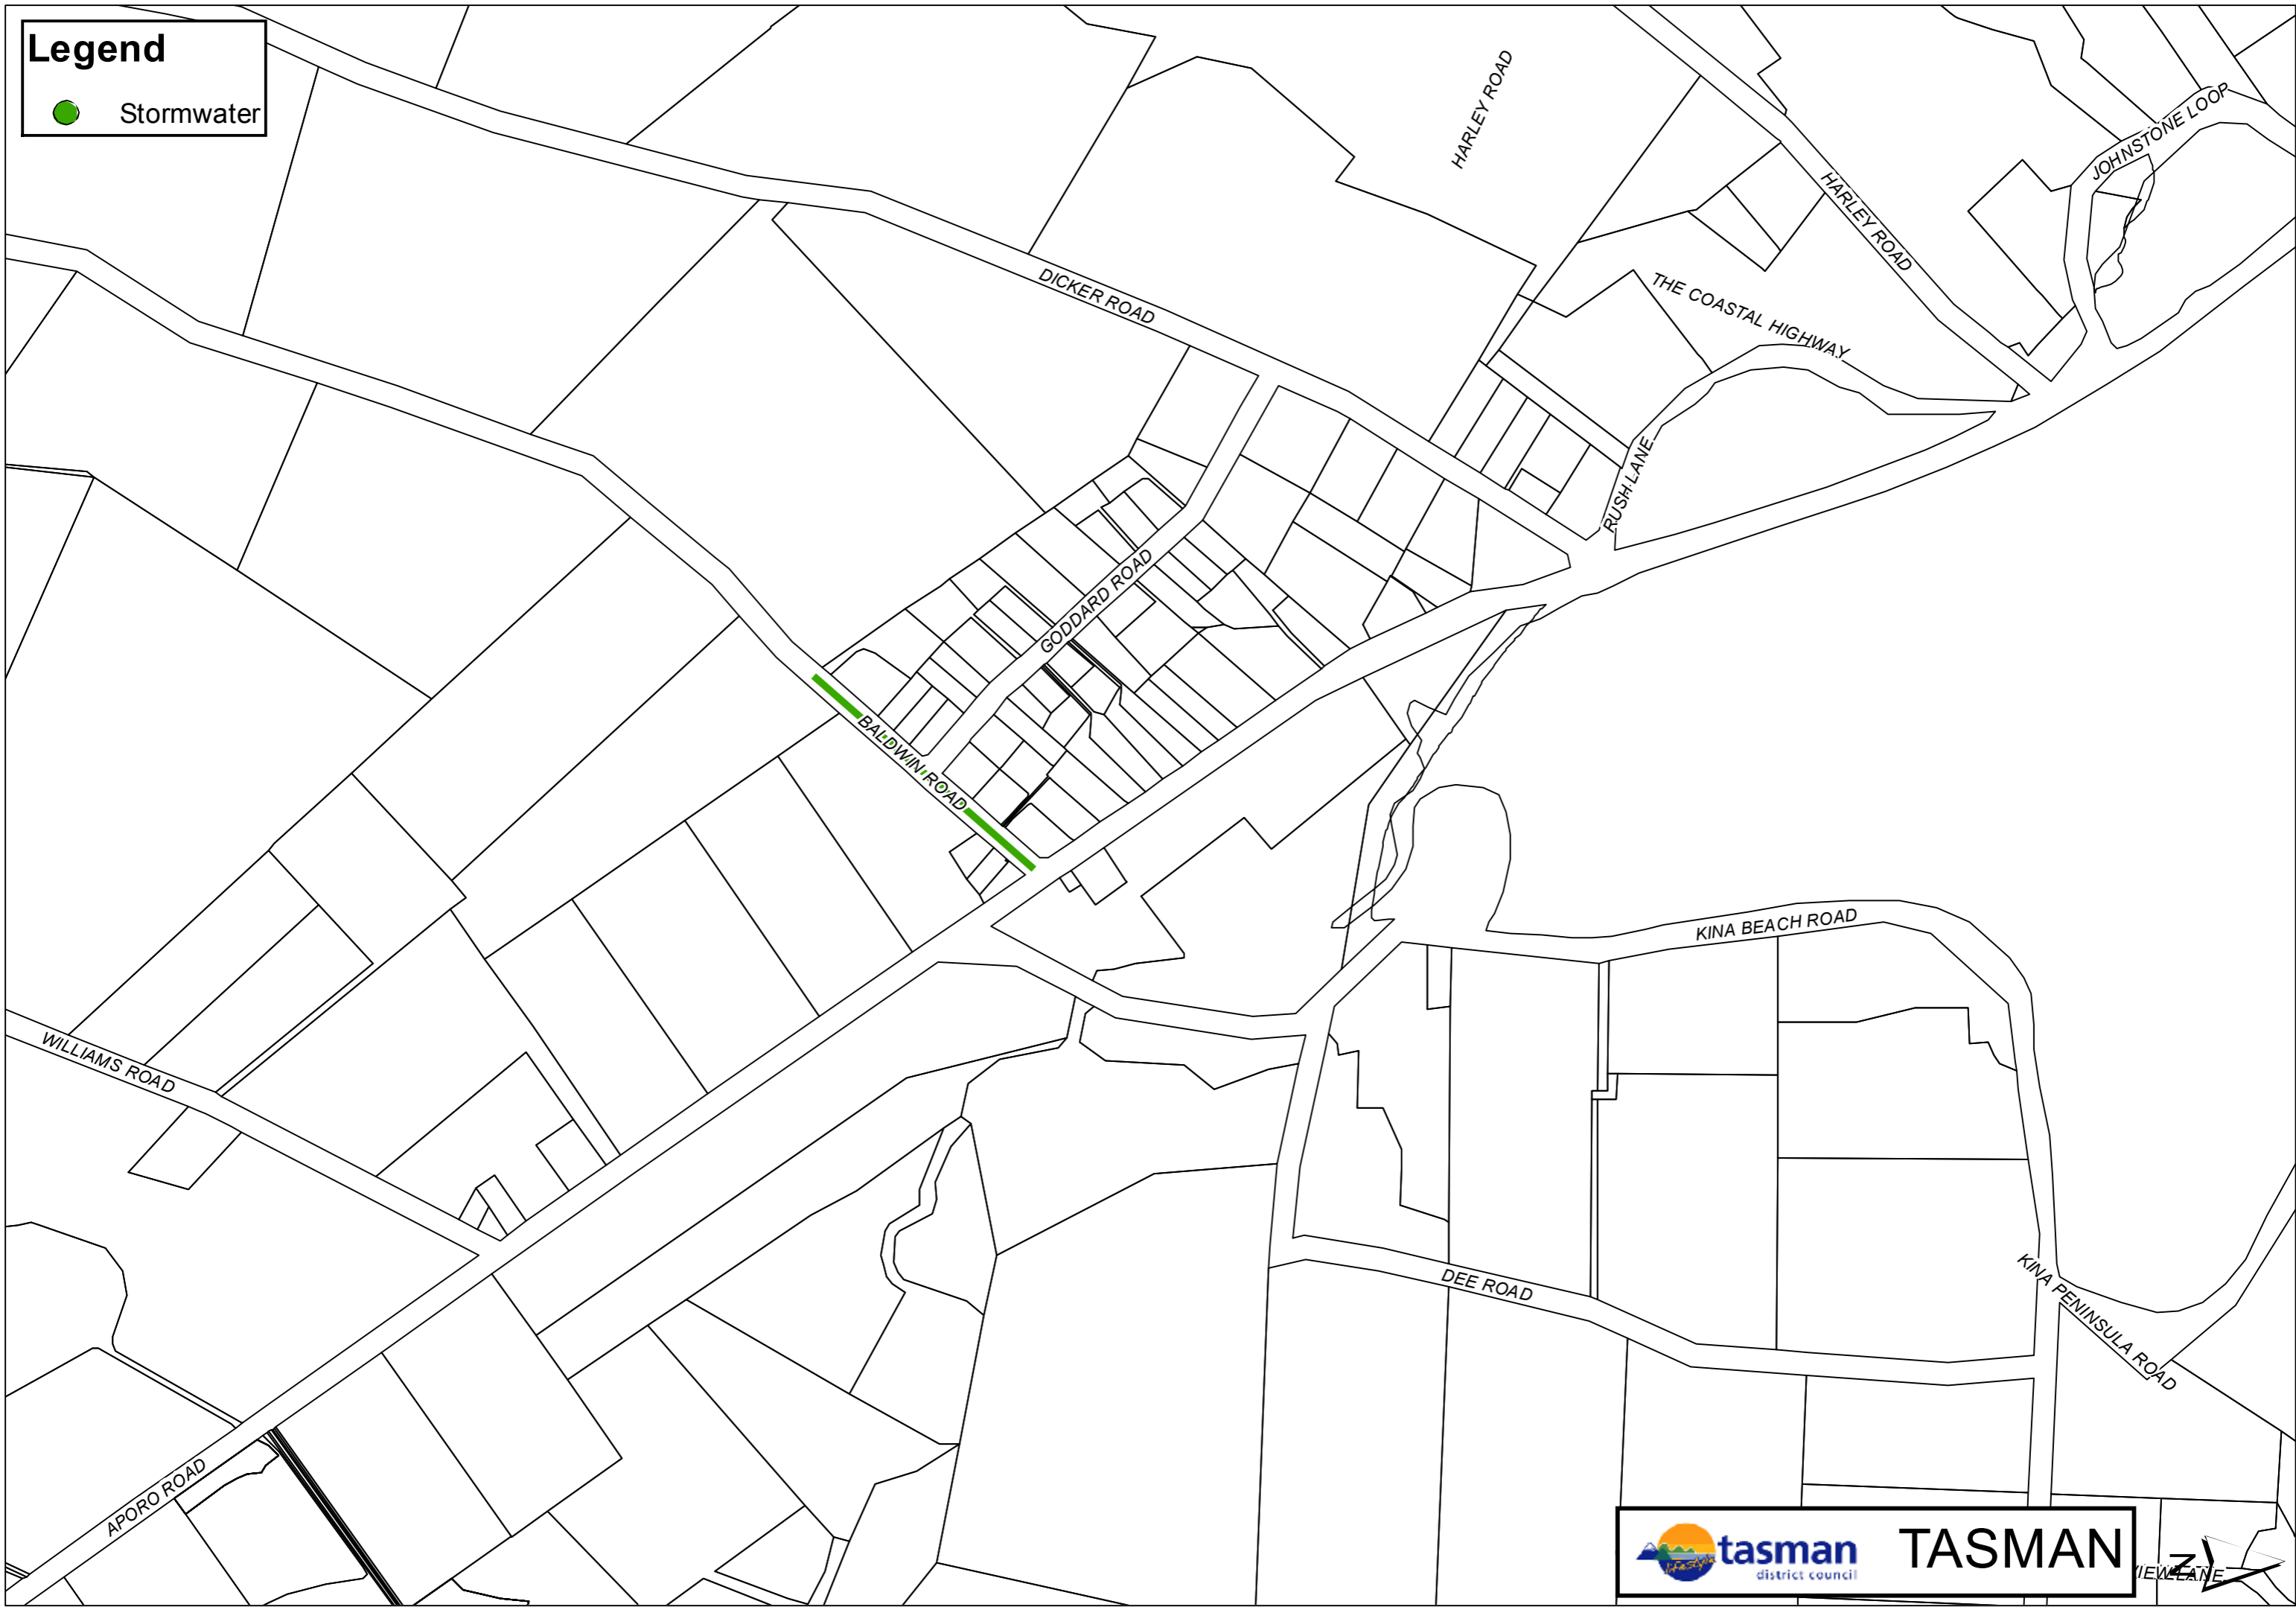 Legend
Stormwater
HARLEY ROAD
JOHNSTONE LOOP
HARLEY ROAD
DICKER ROAD
THE COASTAL HIGHWAY
RUSH LANE
GODDARD ROAD
BALDWIN ROAD
KINA BEACH ROAD
WILLIAMS ROAD
DEE ROAD
KINA PENINSULA ROAD
APORO ROAD
tasman
district council
TASMAN
N